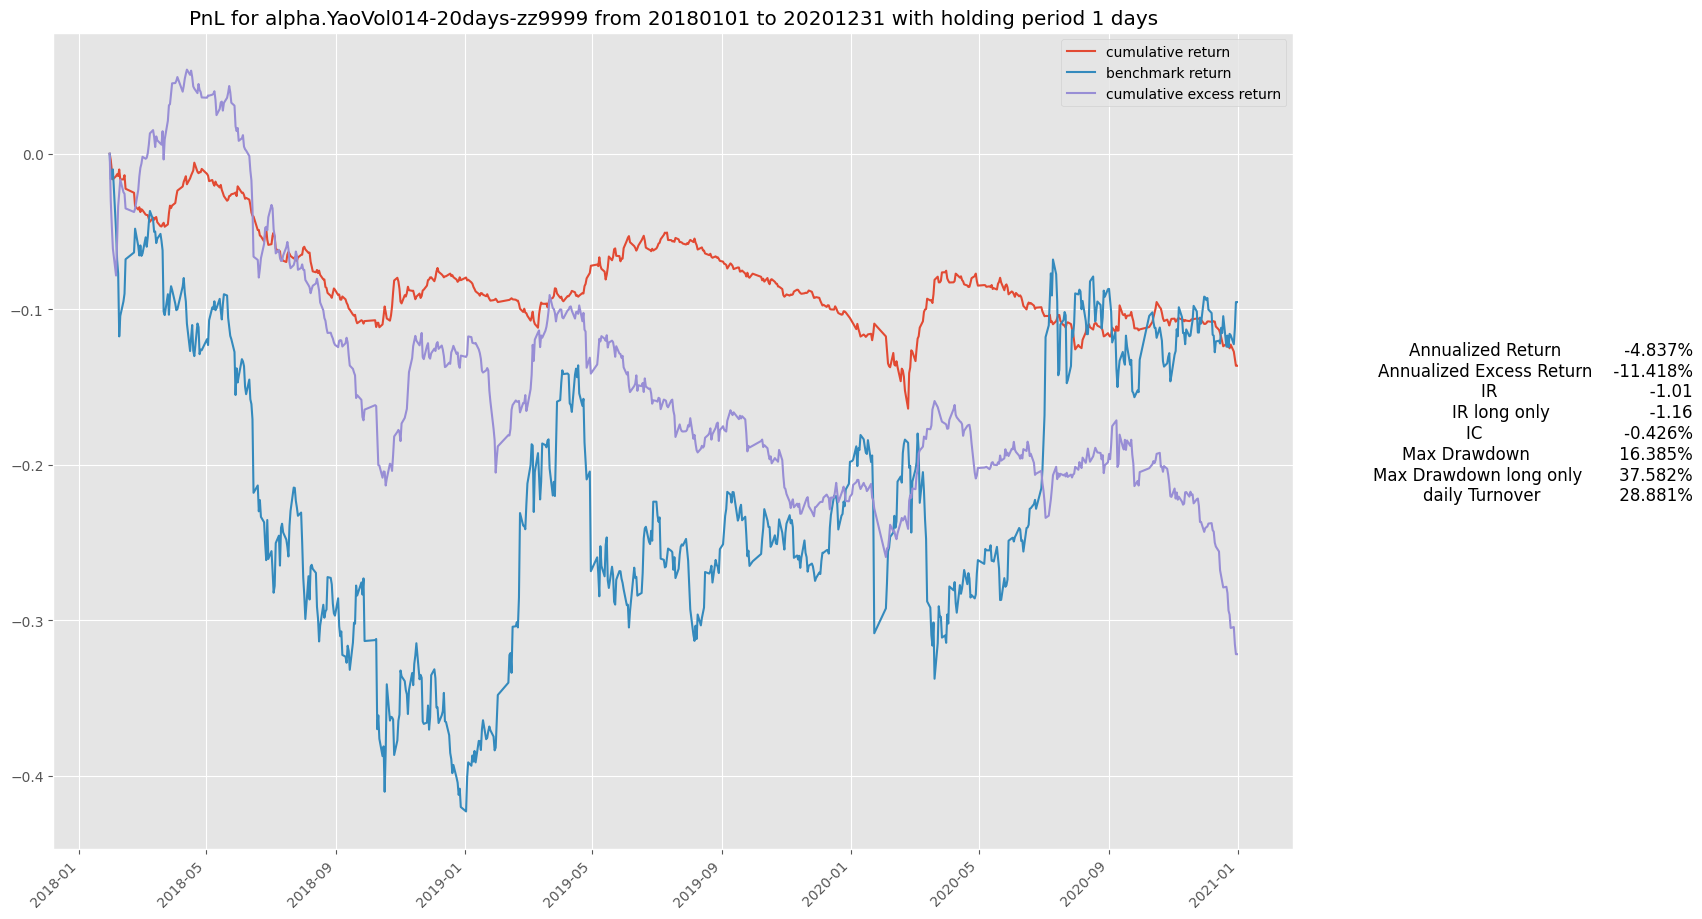 PnL for alpha.YaoVol014-20days-zz9999 from 20180101 to 20201231 with holding period 1 days
cumulative return
benchmark return
cumulative excess return
0.0
−0.1
−0.2
−0.3
−0.4
2018-01
2018-05
2018-09
2019-01
2019-05
2019-09
2020-01
2020-05
2020-09
2021-01
Annualized Return -4.837%
Annualized Excess Return -11.418%
IR -1.01
IR long only -1.16
IC -0.426%
Max Drawdown 16.385%
Max Drawdown long only 37.582%
daily Turnover 28.881%